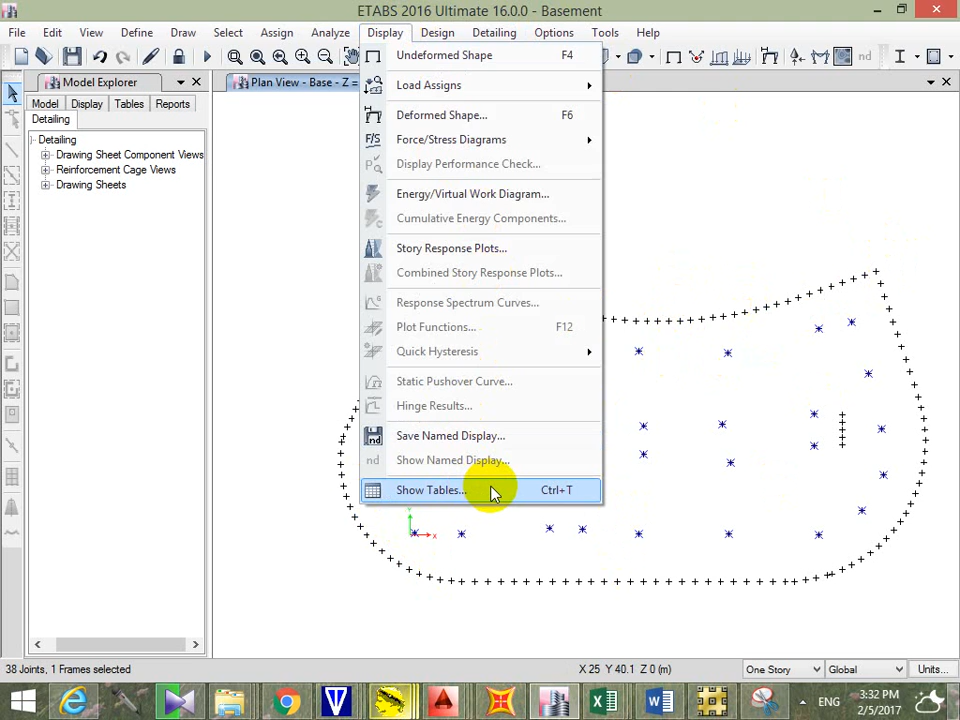 ETABS 2016 Ultimate 16.0.0 - Basement
File Edit View Define Draw Select Assign Analyze Display Design Detailing Options Tools Help
nd
Model Explorer
Plan View - Base - Z =
Model Display Tables Reports
Detailing
Detailing
Drawing Sheet Component Views
Reinforcement Cage Views
Drawing Sheets
Undeformed Shape F4
Load Assigns
Deformed Shape... F6
F/S Force/Stress Diagrams
Display Performance Check...
Energy/Virtual Work Diagram...
Cumulative Energy Components...
Story Response Plots...
Combined Story Response Plots...
Response Spectrum Curves...
Plot Functions... F12
Quick Hysteresis
Static Pushover Curve...
Hinge Results...
nd Save Named Display...
nd Show Named Display...
Show Tables... Ctrl+T
x
38 Joints, 1 Frames selected
X 25 Y 40.1 Z 0 (m)
One Story
Global
Units...
ENG
3:32 PM
2/5/2017